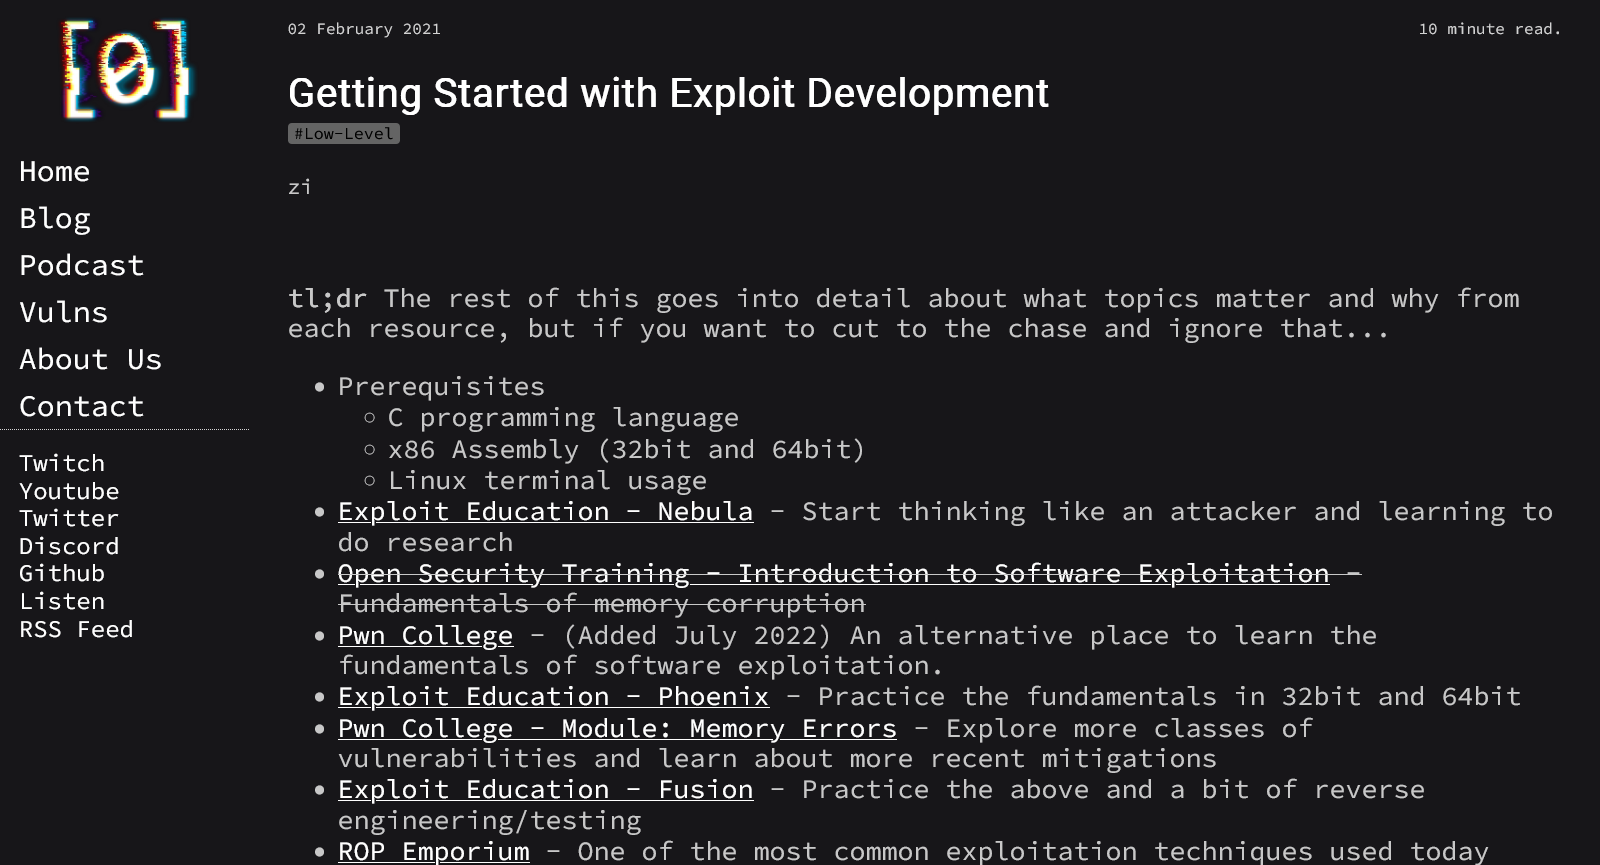 [0]
02 February 2021
10 minute read.
Getting Started with Exploit Development
#Low-Level
zi
Home
Blog
Podcast
Vulns
About Us
Contact
Twitch
Youtube
Twitter
Discord
Github
Listen
RSS Feed
tl;dr The rest of this goes into detail about what topics matter and why from
each resource, but if you want to cut to the chase and ignore that...
• Prerequisites
◦ C programming language
◦ x86 Assembly (32bit and 64bit)
◦ Linux terminal usage
• Exploit Education - Nebula - Start thinking like an attacker and learning to
do research
• Open Security Training - Introduction to Software Exploitation -
Fundamentals of memory corruption
• Pwn College - (Added July 2022) An alternative place to learn the
fundamentals of software exploitation.
• Exploit Education - Phoenix - Practice the fundamentals in 32bit and 64bit
• Pwn College - Module: Memory Errors - Explore more classes of
vulnerabilities and learn about more recent mitigations
• Exploit Education - Fusion - Practice the above and a bit of reverse
engineering/testing
• ROP Emporium - One of the most common exploitation techniques used today